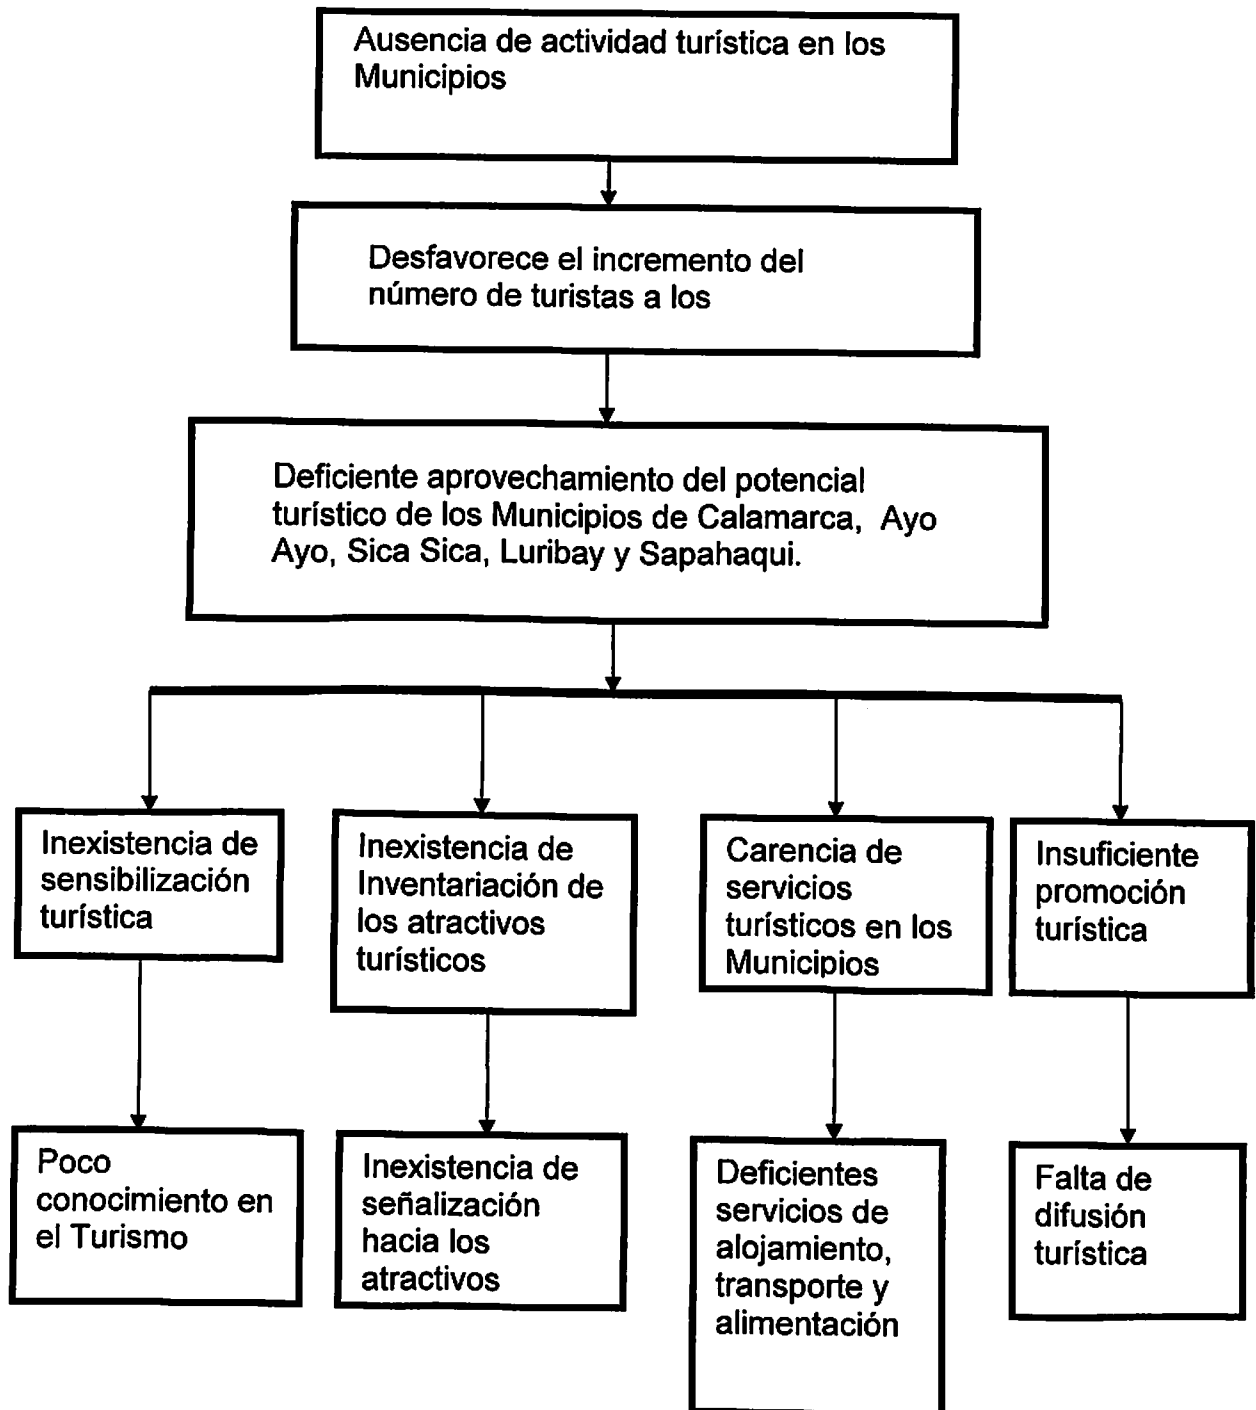 Ausencia de actividad turística en los
Municipios
Desfavorece el incremento del
número de turistas a los
Deficiente aprovechamiento del potencial
turístico de los Municipios de Calamarca, Ayo
Ayo, Sica Sica, Luribay y Sapahaqui.
Inexistencia de
sensibilización
turística
Inexistencia de
Inventariación de
los atractivos
turísticos
Carencia de
servicios
turísticos en los
Municipios
Insuficiente
promoción
turística
Poco
conocimiento en
el Turismo
Inexistencia de
señalización
hacia los
atractivos
Deficientes
servicios de
alojamiento,
transporte y
alimentación
Falta de
difusión
turística